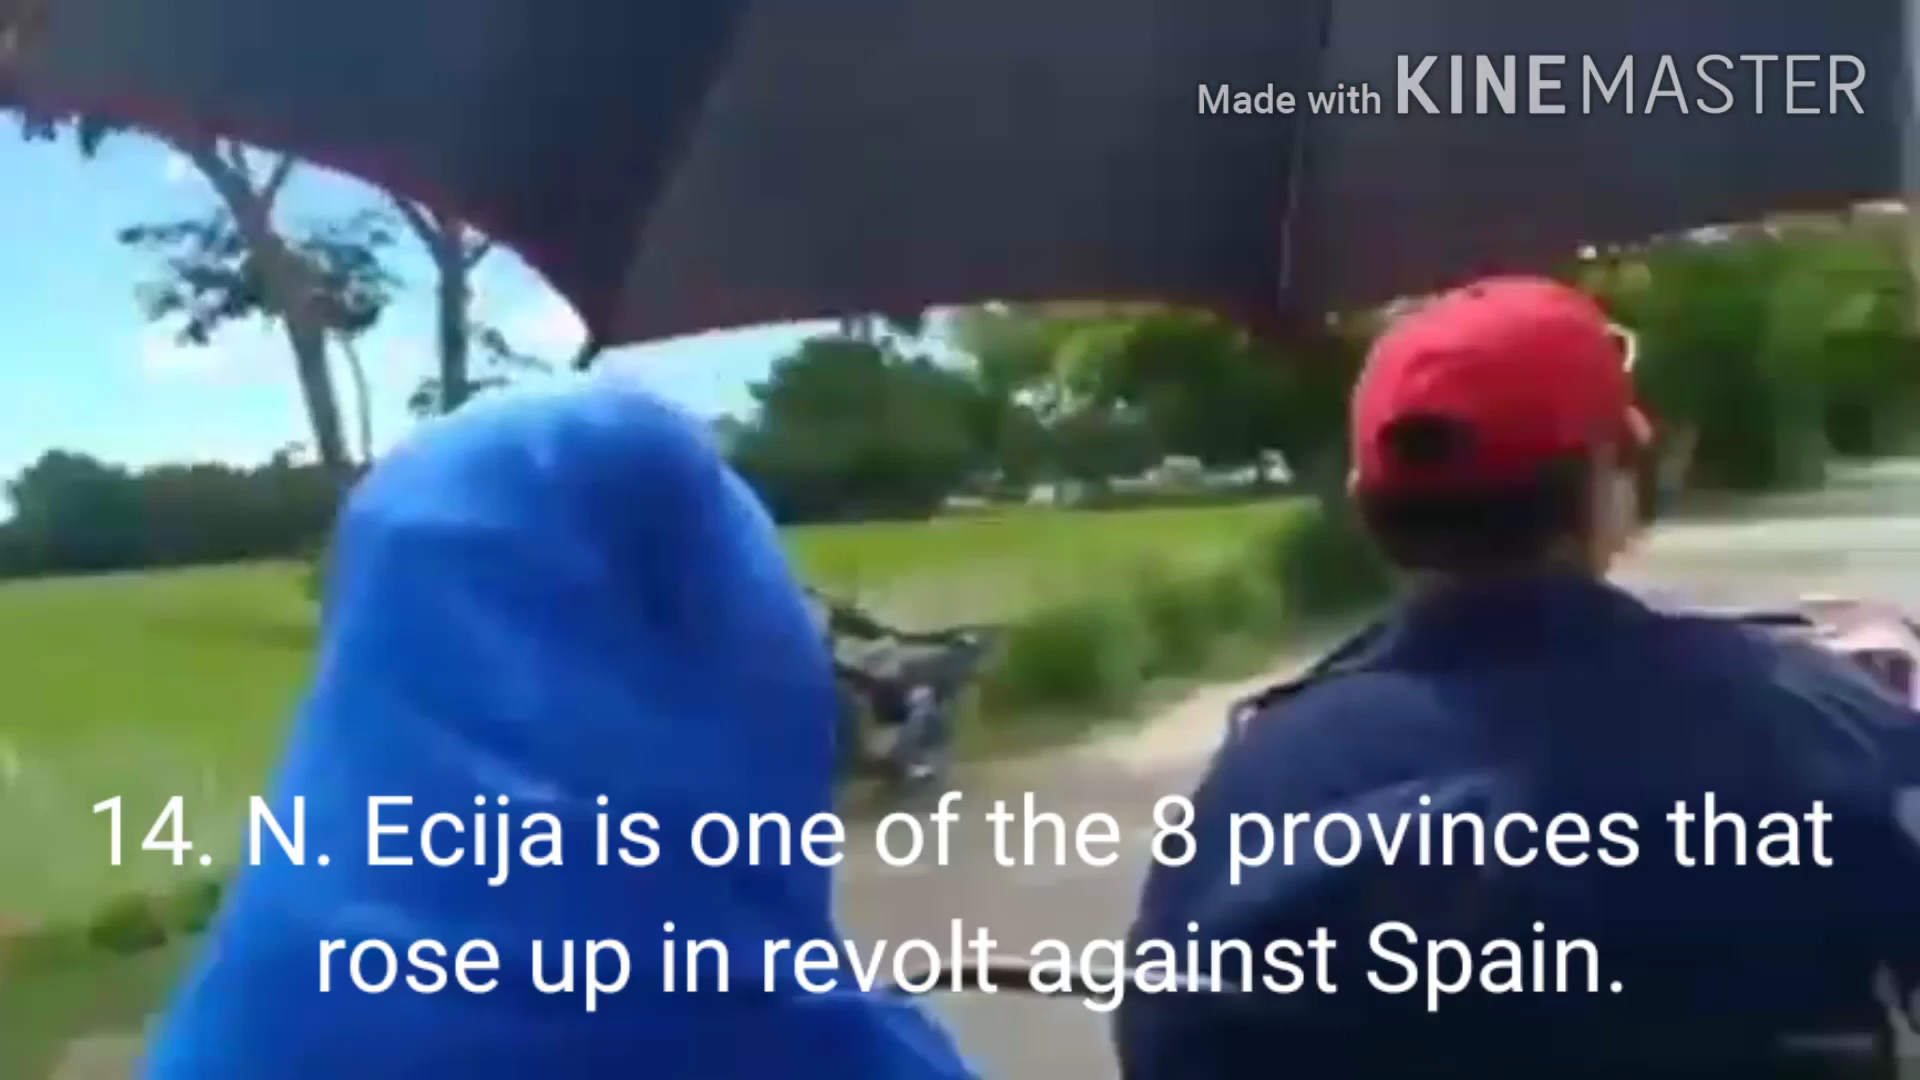 Made with KINEMASTER
14. N. Ecija is one of the 8 provinces that
rose up in revolt against Spain.